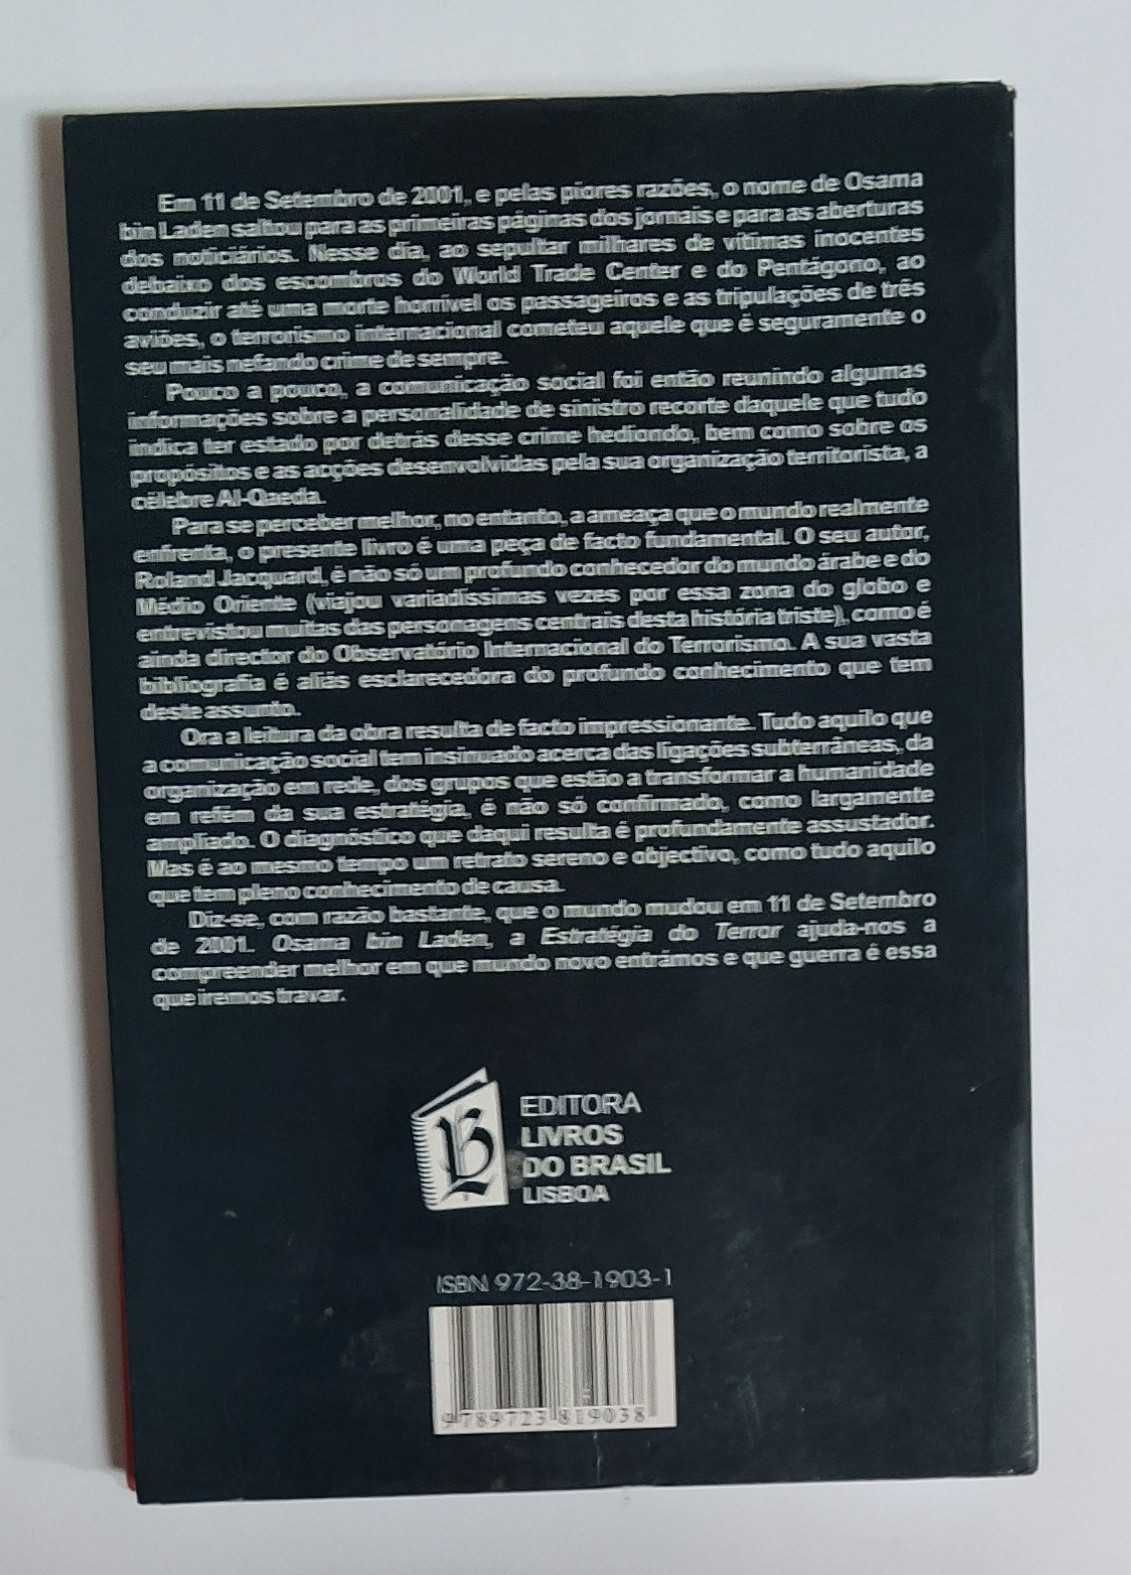 Em 11 de Setembro de 2001, e pelas piores razões, o nome de Osama
bin Laden saltou para as primeiras páginas dos jornais e para as aberturas
dos noticiários. Nesse dia, ao sepultar milhares de vítimas inocentes
debaixo dos escombros do World Trade Center e do Pentágono, ao
conduzir até uma morte horrível os passageiros e as tripulações de três
aviões, o terrorismo internacional cometeu aquele que é seguramente o
seu mais nefando crime de sempre.
Pouco a pouco, a comunicação social foi então reunindo algumas
informações sobre a personalidade de sinistro recorte daquele que tudo
indica ter estado por detrás desse crime hediondo, bem como sobre os
propósitos e as acções desenvolvidas pela sua organização territorista, a
célebre Al-Qaeda.
Para se perceber melhor, no entanto, a ameaça que o mundo realmente
enfrenta, o presente livro é uma peça de facto fundamental. O seu autor,
Roland Jacquard, é não só um profundo conhecedor do mundo árabe e do
Médio Oriente (viajou variadíssimas vezes por essa zona do globo e
entrevistou muitas das personagens centrais desta história triste), como é
ainda director do Observatório Internacional do Terrorismo. A sua vasta
bibliografia é aliás esclarecedora do profundo conhecimento que tem
deste assunto.
Ora a leitura da obra resulta de facto impressionante. Tudo aquilo que
a comunicação social tem insinuado acerca das ligações subterrâneas, da
organização em rede, dos grupos que estão a transformar a humanidade
em refém da sua estratégia, é não só confirmado, como largamente
ampliado. O diagnóstico que daqui resulta é profundamente assustador.
Mas é ao mesmo tempo um retrato sereno e objectivo, como tudo aquilo
que tem pleno conhecimento de causa.
Diz-se, com razão bastante, que o mundo mudou em 11 de Setembro
de 2001. Osama bin Laden, a Estratégia do Terror ajuda-nos a
compreender melhor em que mundo novo entrámos e que guerra é essa
que iremos travar.
EDITORA
LIVROS
DO BRASIL
LISBOA
ISBN 972-38-1903-1
9 789723 819038